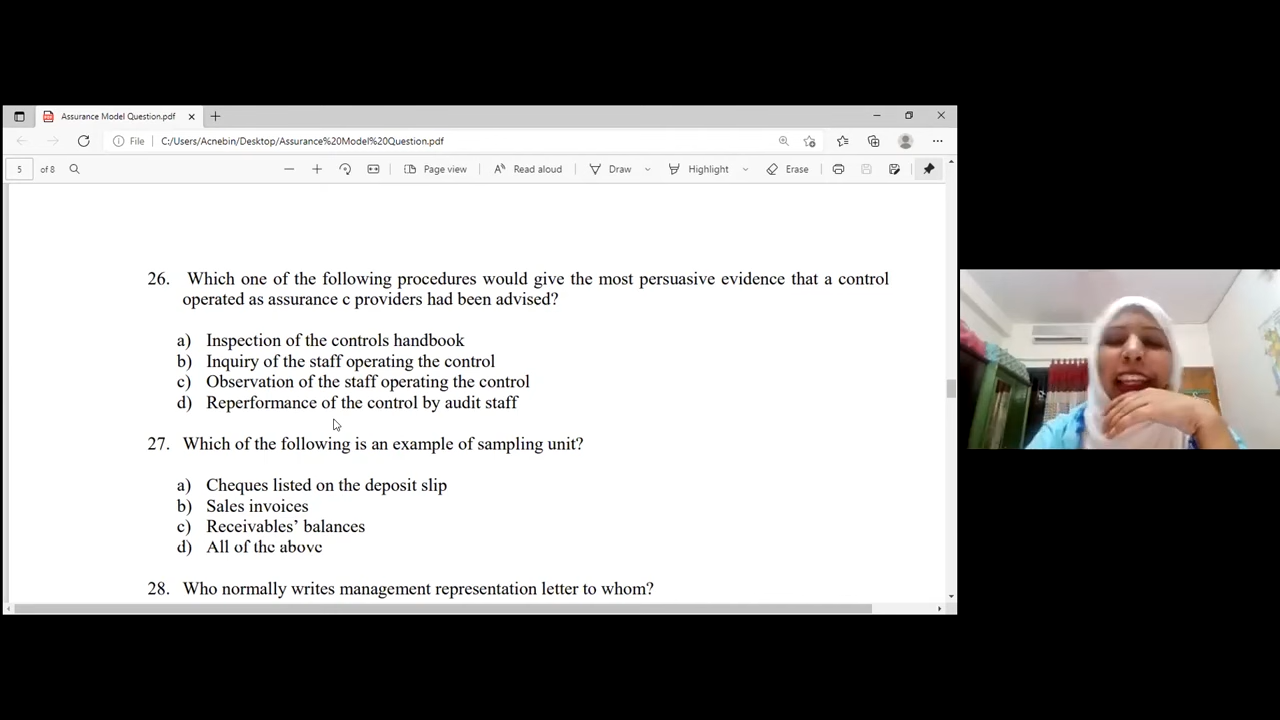 Assurance Model Question.pdf
File C:/Users/Acnebin/Desktop/Assurance%20Model%20Question.pdf
5 of 8 Page view Read aloud Draw Highlight Erase
26. Which one of the following procedures would give the most persuasive evidence that a control
operated as assurance c providers had been advised?
a) Inspection of the controls handbook
b) Inquiry of the staff operating the control
c) Observation of the staff operating the control
d) Reperformance of the control by audit staff
27. Which of the following is an example of sampling unit?
a) Cheques listed on the deposit slip
b) Sales invoices
c) Receivables’ balances
d) All of the above
28. Who normally writes management representation letter to whom?